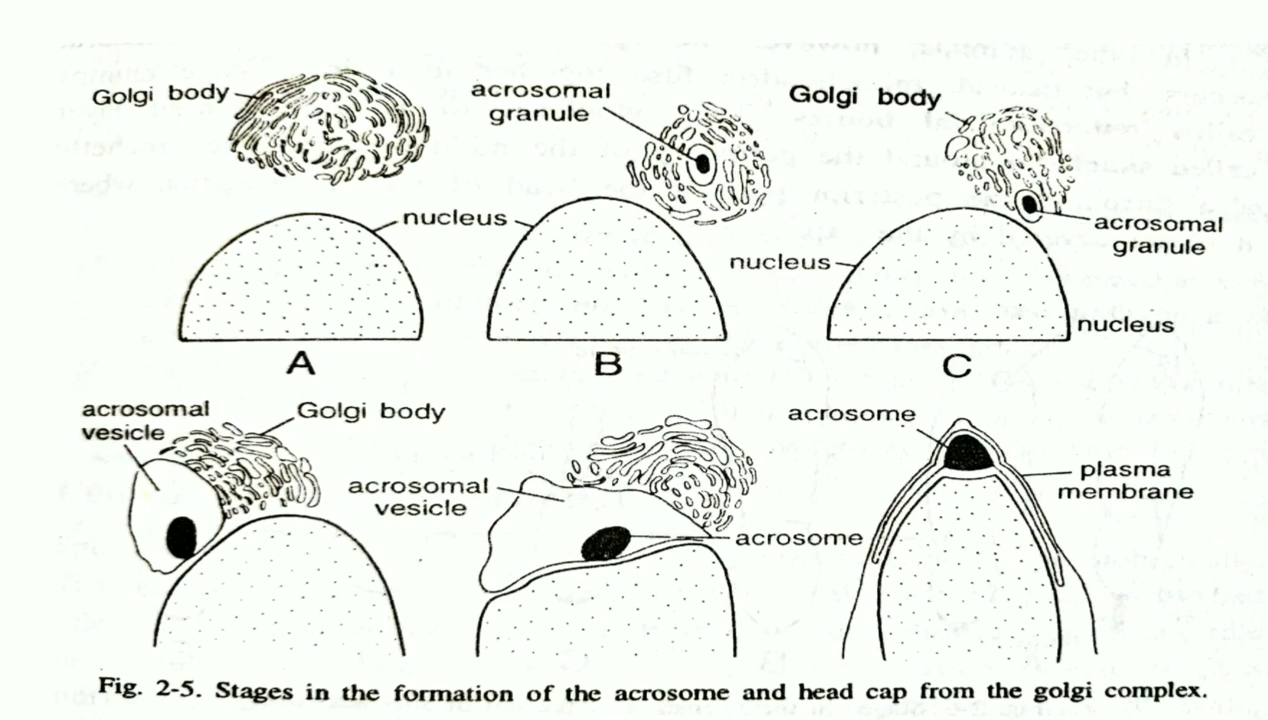 Golgi body
acrosomal
granule
Golgi body
nucleus
acrosomal
granule
nucleus
nucleus
A
B
C
acrosomal
vesicle
Golgi body
acrosomal
vesicle
acrosome
acrosome
plasma
membrane
Fig. 2-5. Stages in the formation of the acrosome and head cap from the golgi complex.